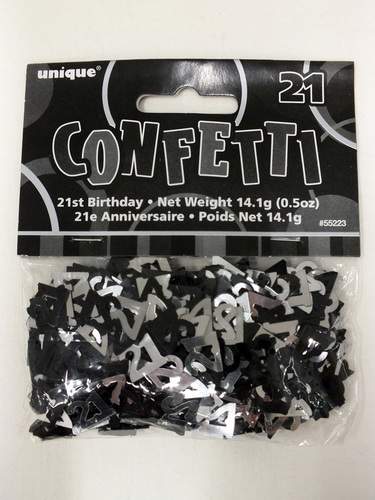 unique®
21
CONFETTI
21st Birthday • Net Weight 14.1g (0.5oz)
21e Anniversaire • Poids Net 14.1g
#55223